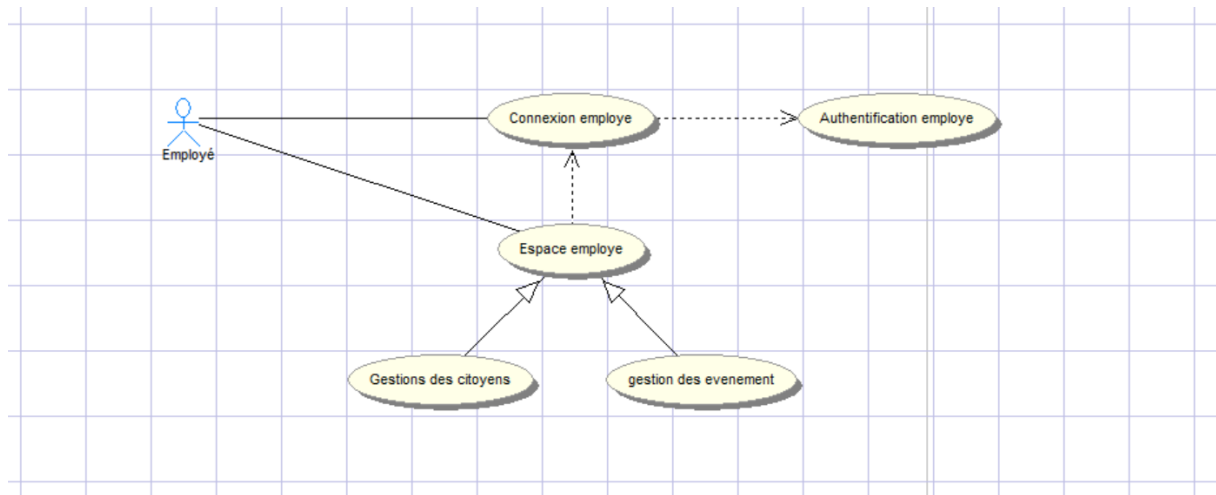 Connexion employe
Authentification employe
Employé
Espace employe
Gestions des citoyens
gestion des evenement